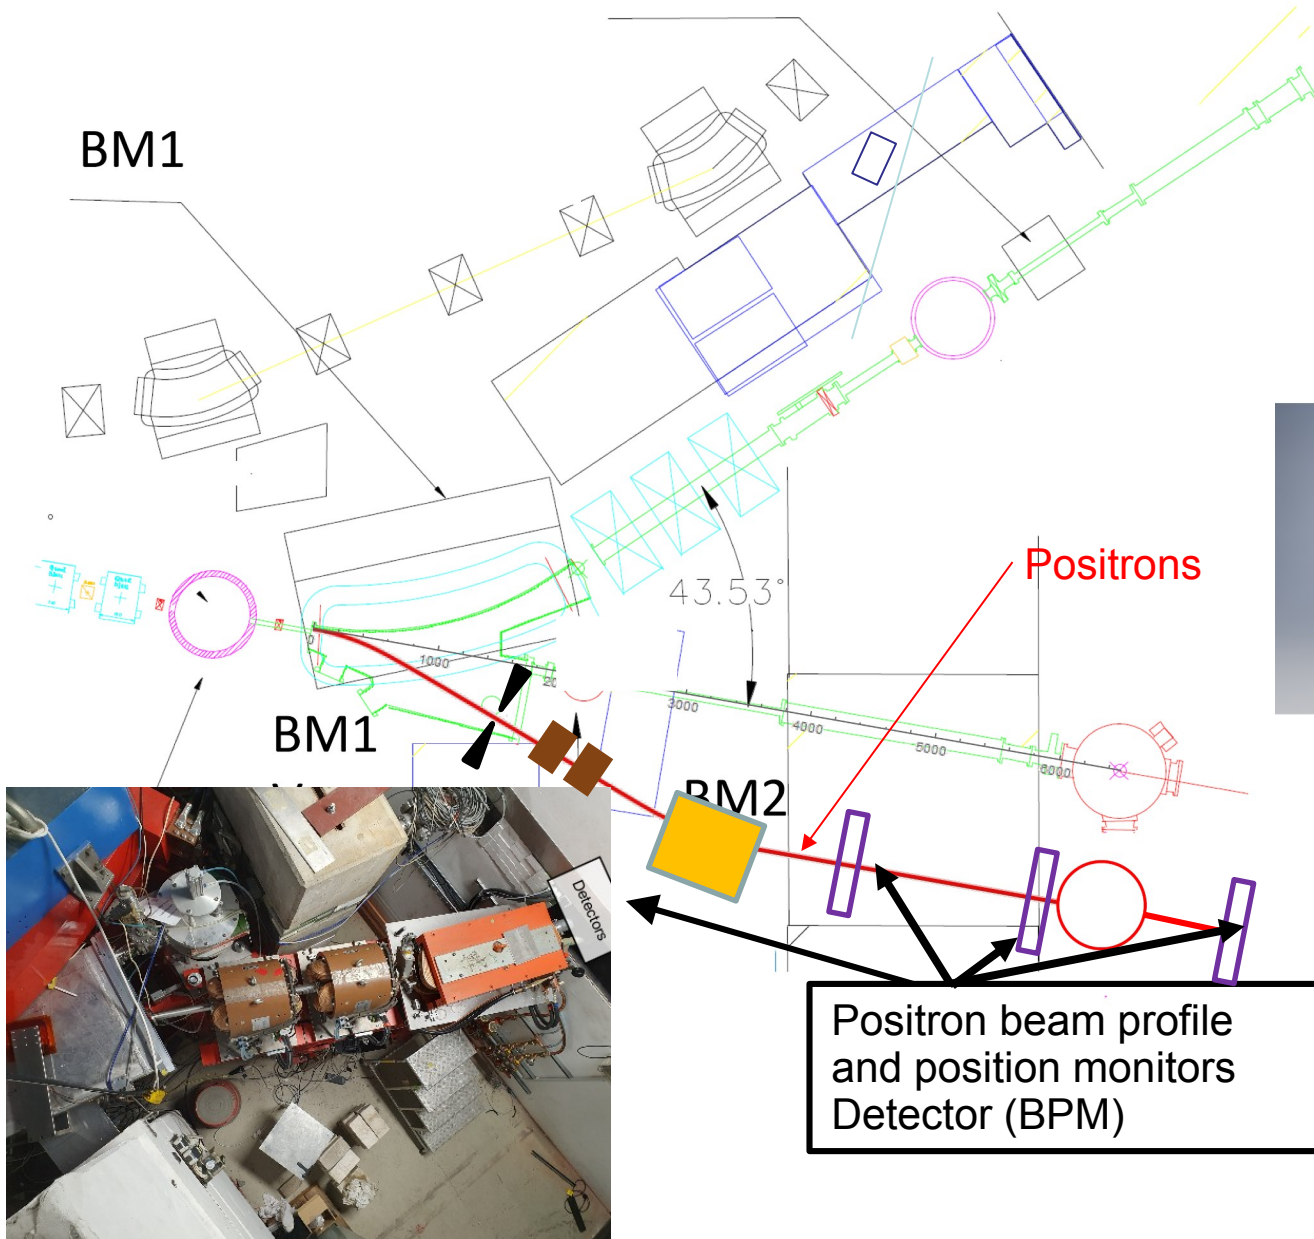 BM1
Positrons
43.53°
0
1000
3000
4000
5000
6000
BM1
BM2
Detectors
Positron beam profile
and position monitors
Detector (BPM)